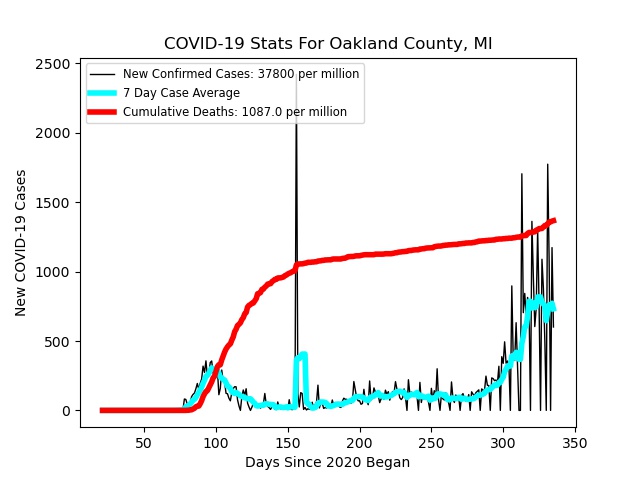 COVID-19 Stats For Oakland County, MI
New Confirmed Cases: 37800 per million
7 Day Case Average
Cumulative Deaths: 1087.0 per million
New COVID-19 Cases
2500
2000
1500
1000
500
0
50 100 150 200 250 300 350
Days Since 2020 Began